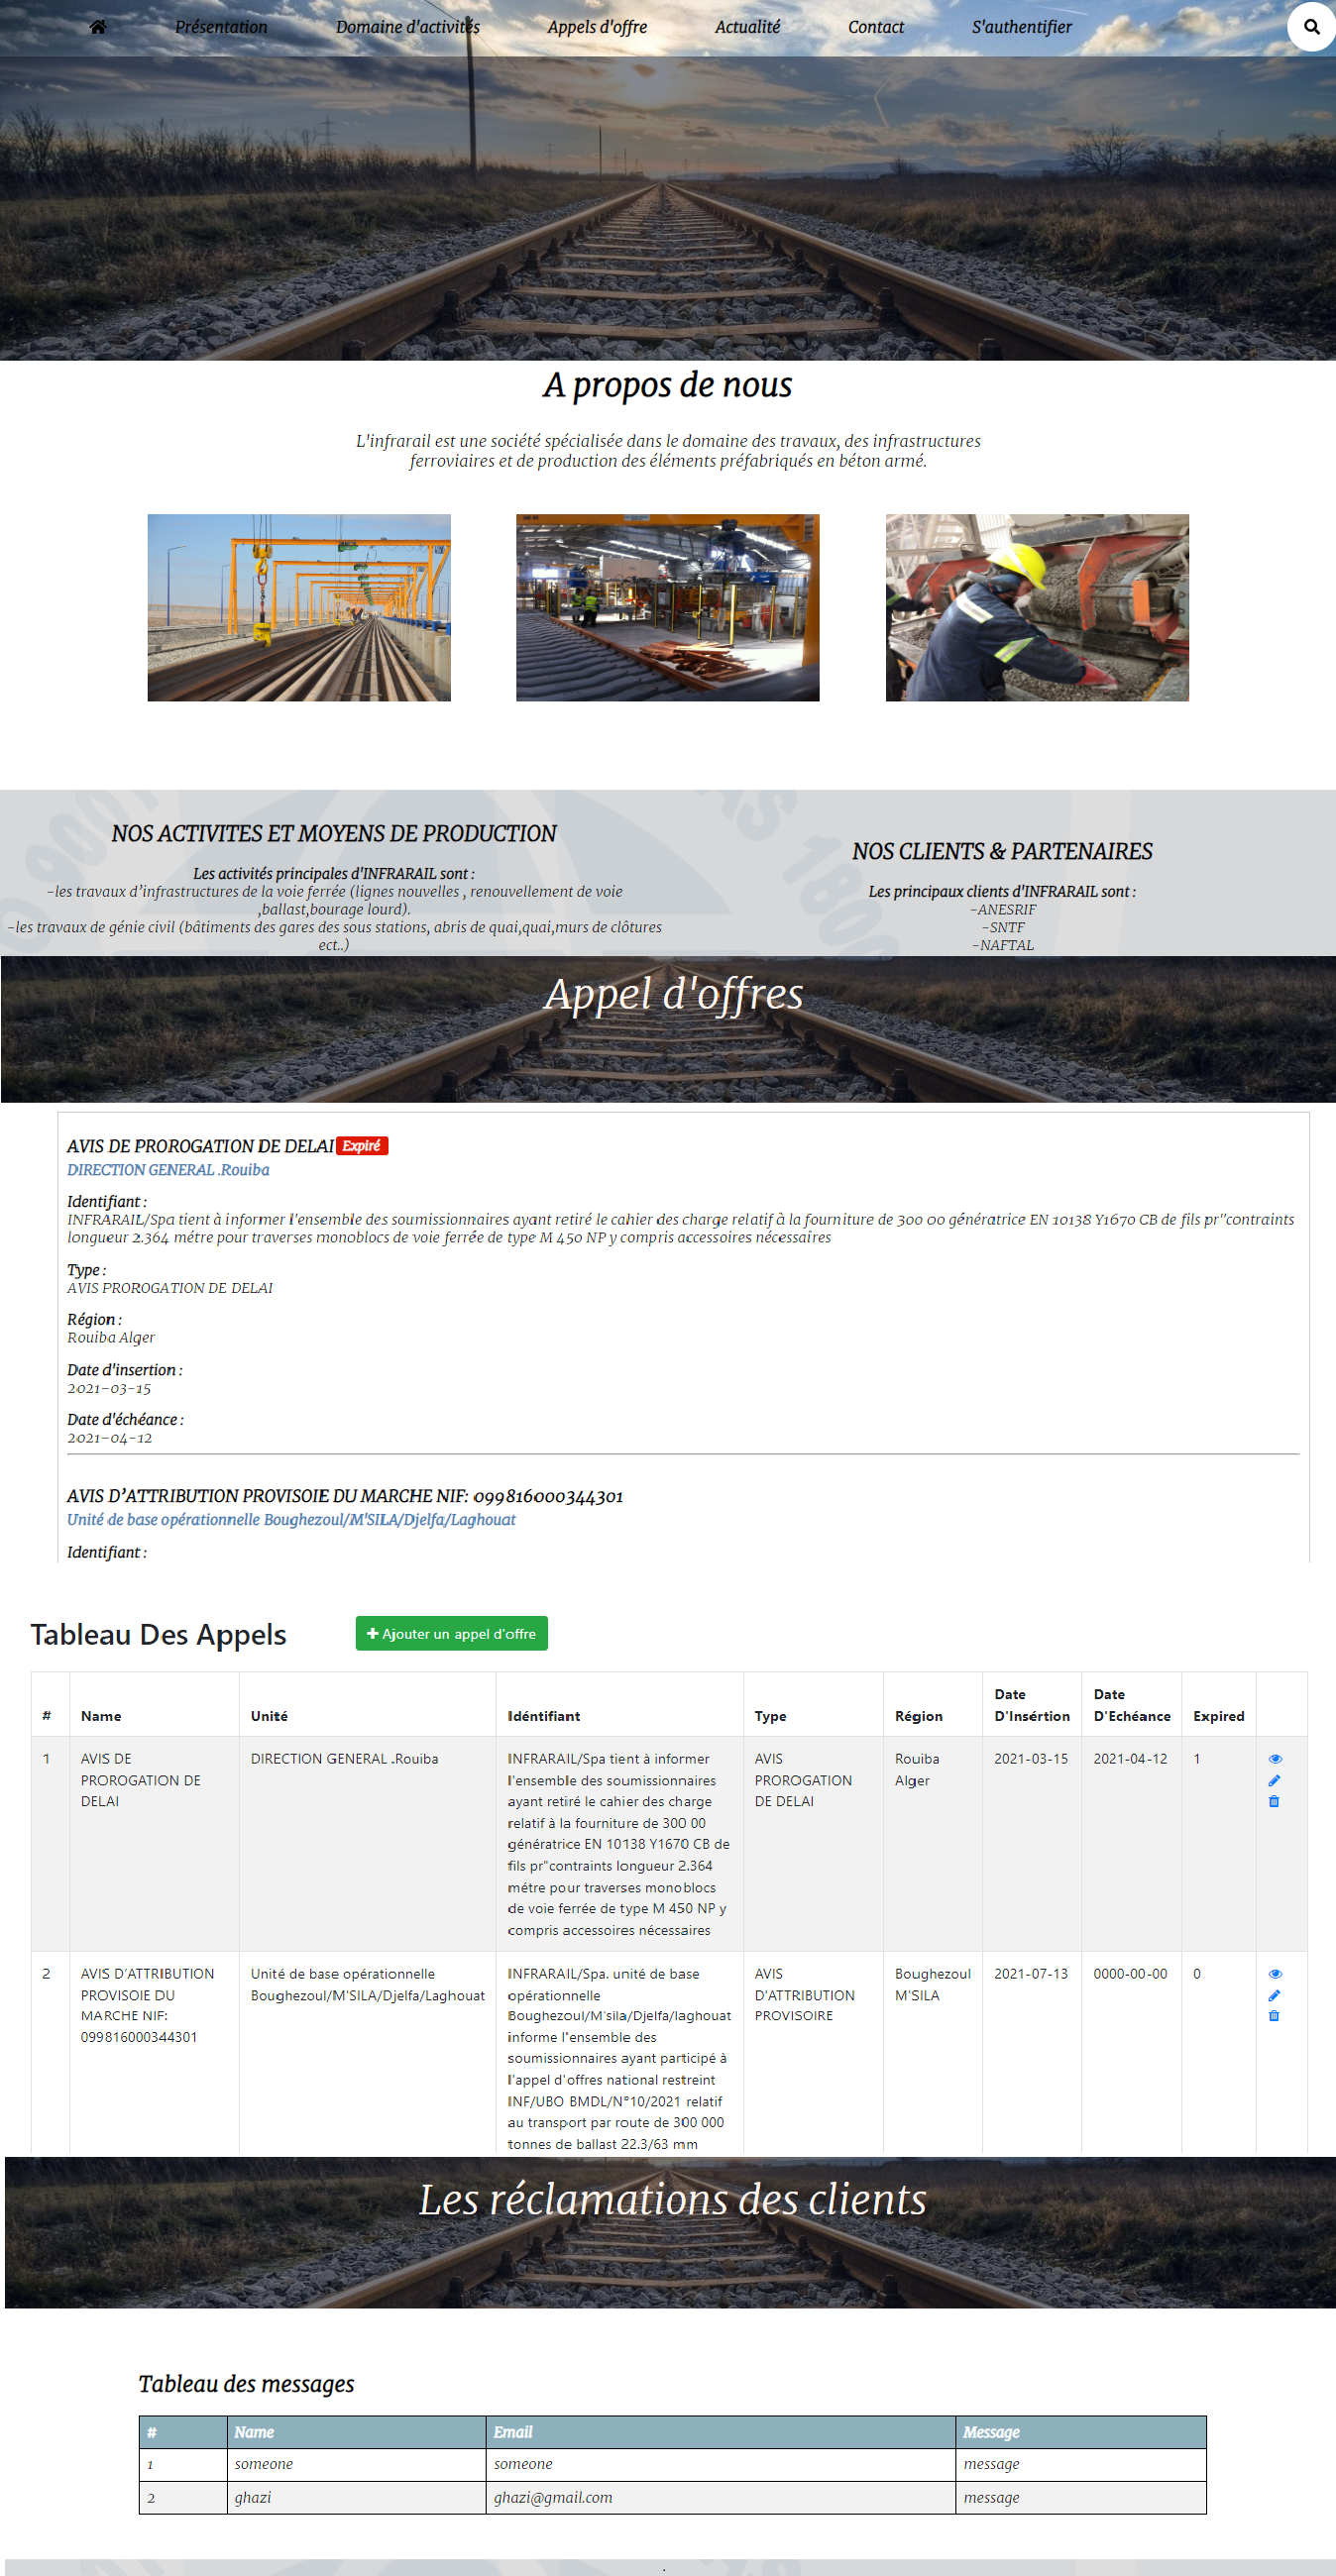 Présentation Domaine d'activités Appels d'offre Actualité Contact S'authentifier
A propos de nous
L'infrarail est une société spécialisée dans le domaine des travaux, des infrastructures
ferroviaires et de production des éléments préfabriqués en béton armé.
NOS ACTIVITES ET MOYENS DE PRODUCTION
Les activités principales d'INFRARAIL sont :
-les travaux d’infrastructures de la voie ferrée (lignes nouvelles , renouvellement de voie
,ballast,bourage lourd).
-les travaux de génie civil (bâtiments des gares des sous stations, abris de quai,quai,murs de clôtures
ect..)
NOS CLIENTS & PARTENAIRES
Les principaux clients d'INFRARAIL sont :
-ANESRIF
-SNTF
-NAFTAL
Appel d'offres
AVIS DE PROROGATION DE DELAI Expiré
DIRECTION GENERAL .Rouiba
Identifiant :
INFRARAIL/Spa tient à informer l'ensemble des soumissionnaires ayant retiré le cahier des charge relatif à la fourniture de 300 00 génératrice EN 10138 Y1670 CB de fils pr"contraints
longueur 2.364 métre pour traverses monoblocs de voie ferrée de type M 450 NP y compris accessoires nécessaires
Type :
AVIS PROROGATION DE DELAI
Région :
Rouiba Alger
Date d'insertion :
2021-03-15
Date d'échéance :
2021-04-12
AVIS D’ATTRIBUTION PROVISOIE DU MARCHE NIF: 099816000344301
Unité de base opérationnelle Boughezoul/M'SILA/Djelfa/Laghouat
Identifiant :
Tableau Des Appels
Ajouter un appel d'offre
# Name Unité Idéntifiant Type Région Date D'Insértion Date D'Echéance Expired
1
AVIS DE
PROROGATION DE
DELAI
DIRECTION GENERAL .Rouiba
INFRARAIL/Spa tient à informer
l'ensemble des soumissionnaires
ayant retiré le cahier des charge
relatif à la fourniture de 300 00
génératrice EN 10138 Y1670 CB de
fils pr"contraints longueur 2.364
métre pour traverses monoblocs
de voie ferrée de type M 450 NP y
compris accessoires nécessaires
AVIS
PROROGATION
DE DELAI
Rouiba
Alger
2021-03-15
2021-04-12
1
2
AVIS D’ATTRIBUTION
PROVISOIE DU
MARCHE NIF:
099816000344301
Unité de base opérationnelle
Boughezoul/M'SILA/Djelfa/Laghouat
INFRARAIL/Spa. unité de base
opérationnelle
Boughezoul/M'sila/Djelfa/laghouat
informe l"ensemble des
soumissionnaires ayant participé à
l'appel d'offres national restreint
INF/UBO BMDL/N°10/2021 relatif
au transport par route de 300 000
tonnes de ballast 22.3/63 mm
AVIS
D'ATTRIBUTION
PROVISOIRE
Boughezoul
M'SILA
2021-07-13
0000-00-00
0
Les réclamations des clients
Tableau des messages
# Name Email Message
1 someone someone message
2 ghazi ghazi@gmail.com message